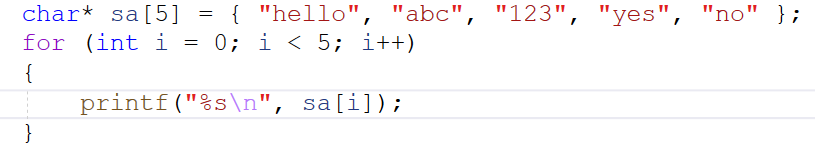 char* sa[5] = { "hello", "abc", "123", "yes", "no" };
for (int i = 0; i < 5; i++)
{
    printf("%s\n", sa[i]);
}